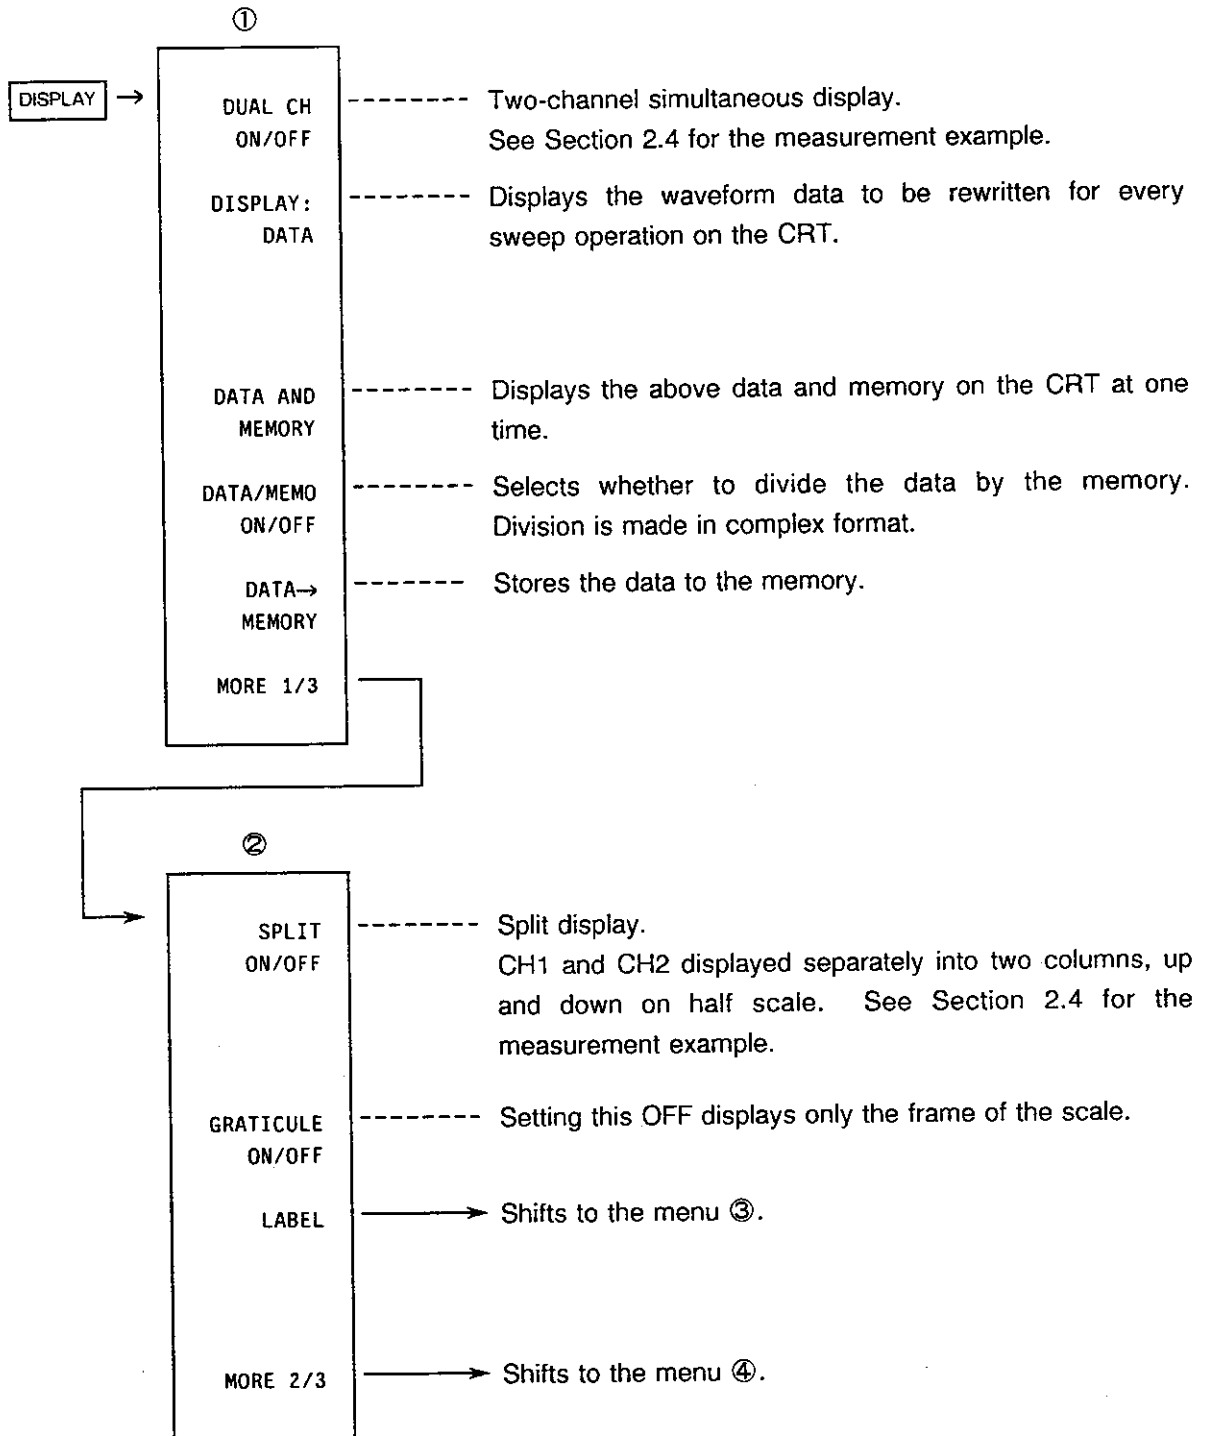 ①
DISPLAY →
DUAL CH -------- Two-channel simultaneous display.
ON/OFF See Section 2.4 for the measurement example.
DISPLAY: -------- Displays the waveform data to be rewritten for every
DATA sweep operation on the CRT.
DATA AND -------- Displays the above data and memory on the CRT at one
MEMORY time.
DATA/MEMO -------- Selects whether to divide the data by the memory.
ON/OFF Division is made in complex format.
DATA→ ------- Stores the data to the memory.
MEMORY
MORE 1/3
②
SPLIT -------- Split display.
ON/OFF CH1 and CH2 displayed separately into two columns, up
and down on half scale. See Section 2.4 for the
measurement example.
GRATICULE -------- Setting this OFF displays only the frame of the scale.
ON/OFF
LABEL → Shifts to the menu ③.
MORE 2/3 → Shifts to the menu ④.